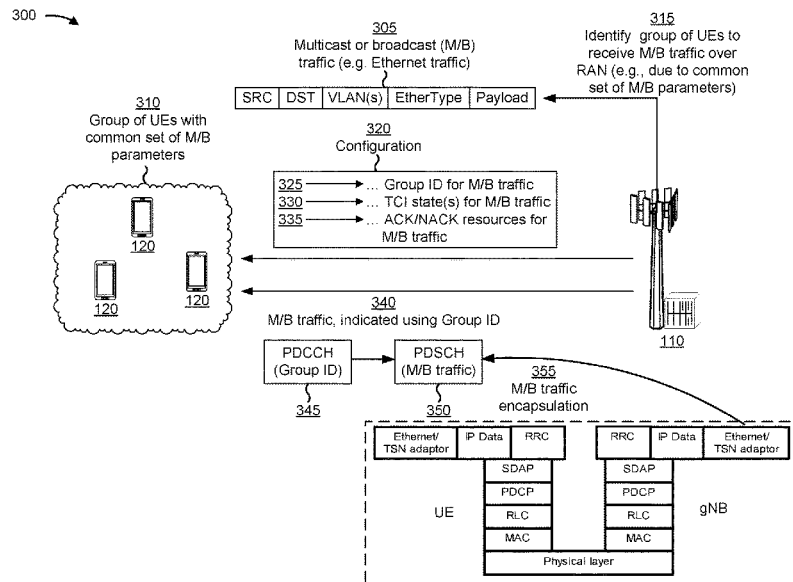 300
305
Multicast or broadcast (M/B)
traffic (e.g. Ethernet traffic)
SRC DST VLAN(s) EtherType Payload
315
Identify group of UEs to
receive M/B traffic over
RAN (e.g., due to common
set of M/B parameters)
310
Group of UEs with
common set of M/B
parameters
120
120
120
320
Configuration
325 ... Group ID for M/B traffic
330 ... TCI state(s) for M/B traffic
335 ... ACK/NACK resources for
M/B traffic
110
340
M/B traffic, indicated using Group ID
PDCCH
(Group ID)
345
PDSCH
(M/B traffic)
350
355
M/B traffic
encapsulation
Ethernet/
TSN adaptor
IP Data
RRC
SDAP
PDCP
RLC
MAC
UE
RRC
IP Data
Ethernet/
TSN adaptor
SDAP
PDCP
RLC
MAC
gNB
Physical layer